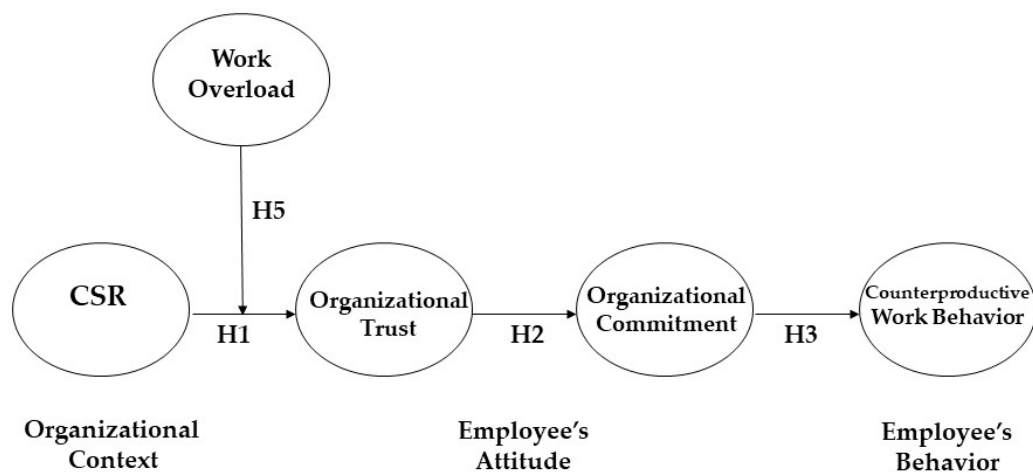 Work
Overload
H5
CSR
H1
Organizational
Trust
H2
Organizational
Commitment
H3
Counterproductive
Work Behavior
Organizational
Context
Employee’s
Attitude
Employee’s
Behavior